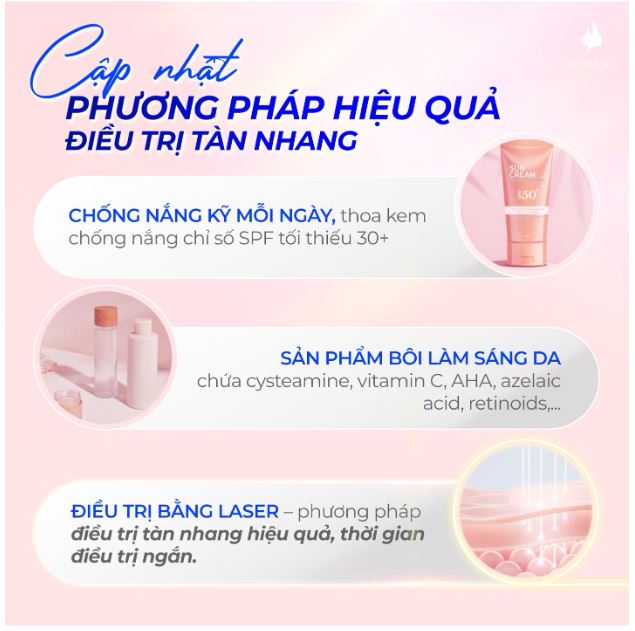 Cập nhật
PHƯƠNG PHÁP HIỆU QUẢ
ĐIỀU TRỊ TÀN NHANG
SUN
CREAM
50+
CHỐNG NẮNG KỸ MỖI NGÀY, thoa kem
chống nắng chỉ số SPF tối thiếu 30+
SẢN PHẨM BÔI LÀM SÁNG DA
chứa cysteamine, vitamin C, AHA, azelaic
acid, retinoids,...
ĐIỀU TRỊ BẰNG LASER – phương pháp
điều trị tàn nhang hiệu quả, thời gian
điều trị ngắn.